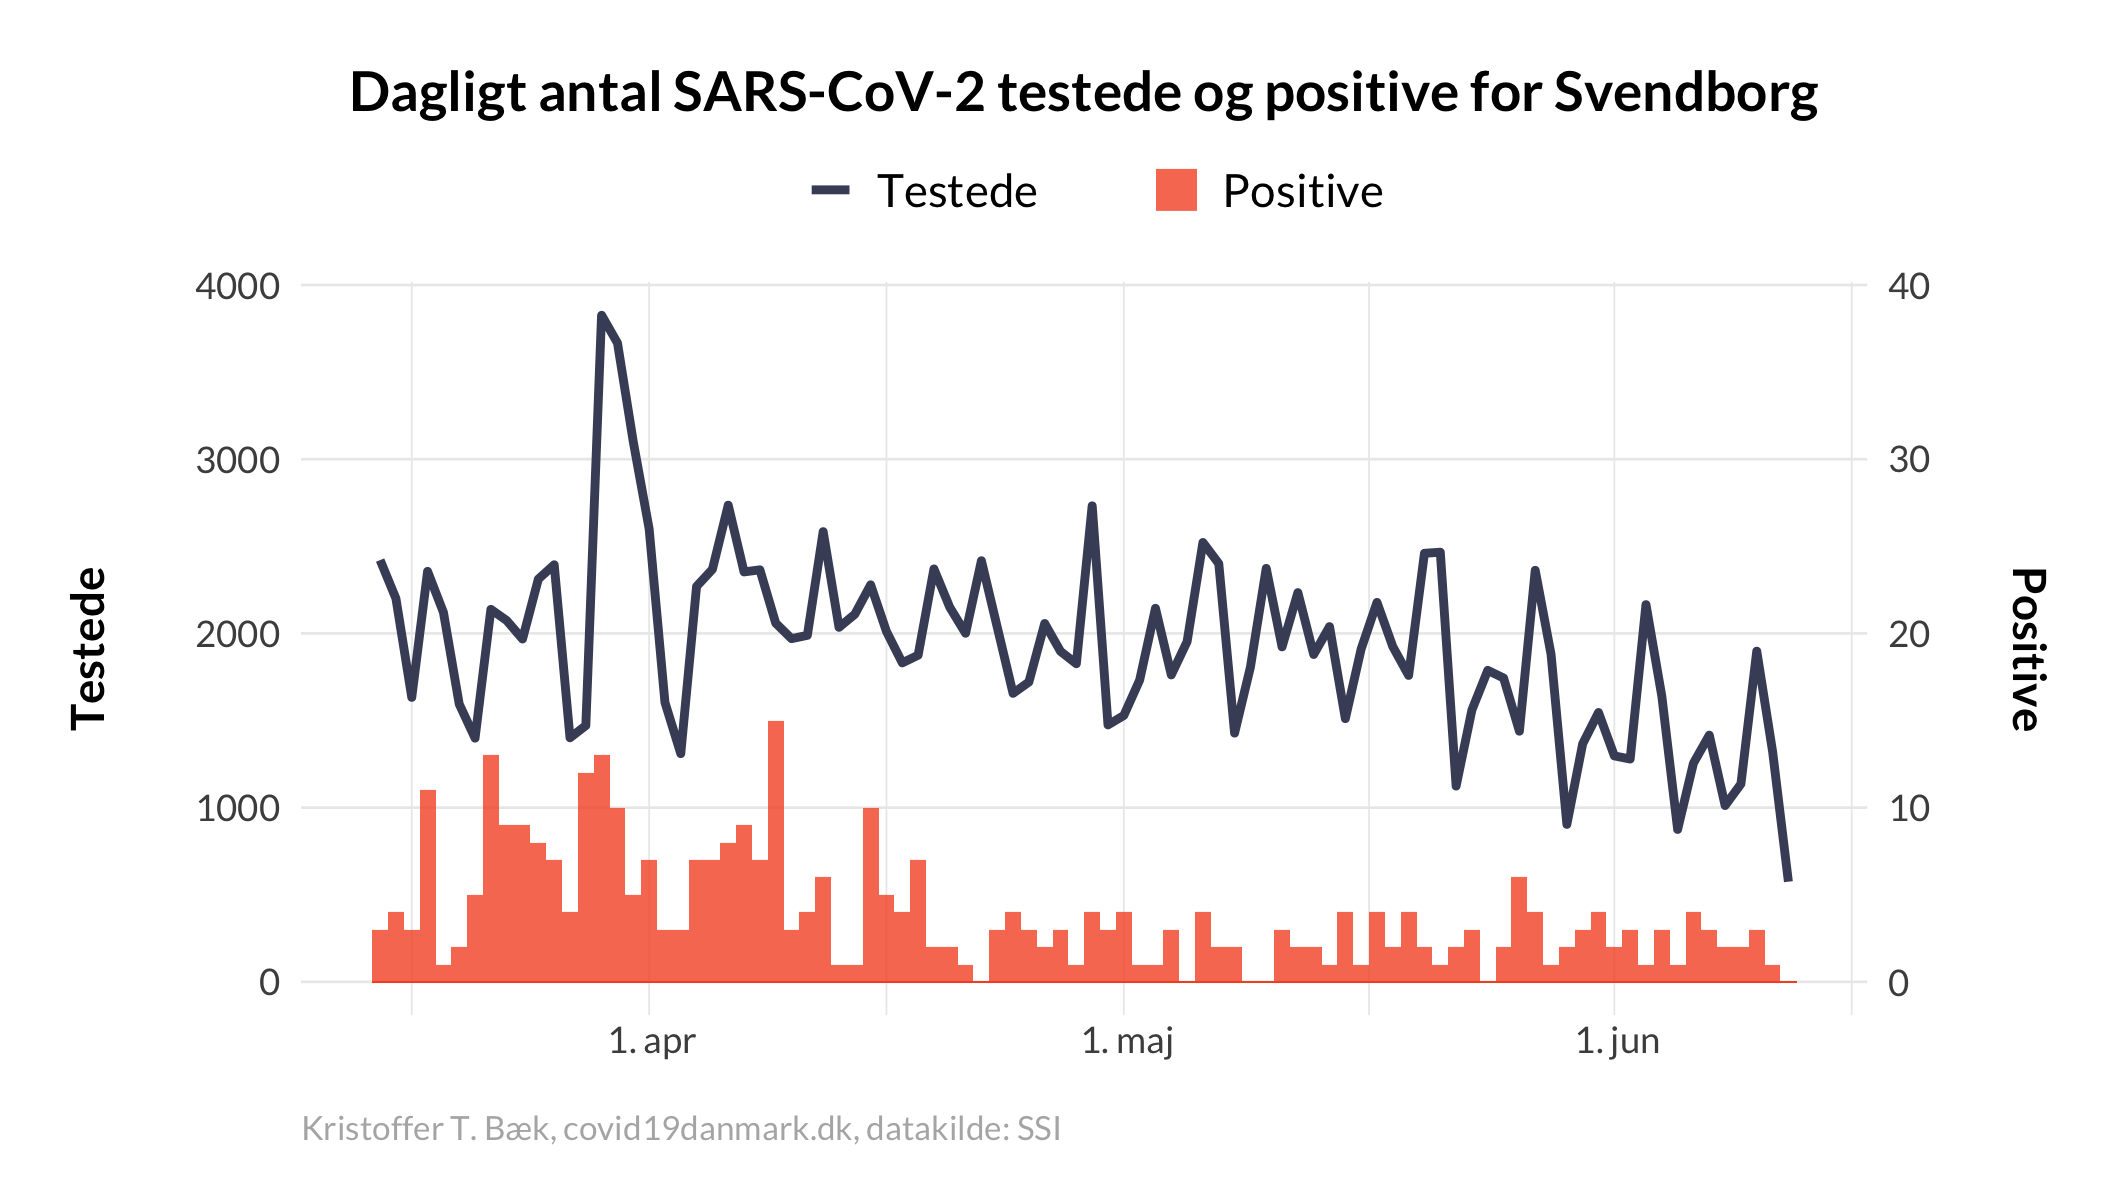 Dagligt antal SARS-CoV-2 testede og positive for Svendborg
Testede
Positive
4000
3000
2000
1000
0
40
30
20
10
0
Testede
Positive
1. apr
1. maj
1. jun
Kristoffer T. Bæk, covid19danmark.dk, datakilde: SSI